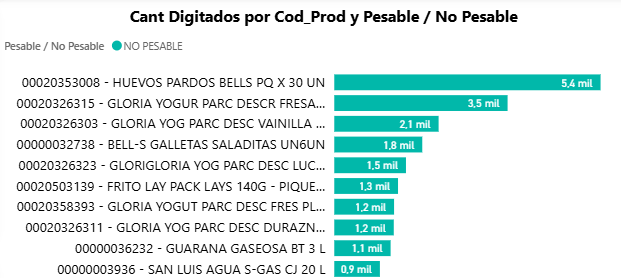 Cant Digitados por Cod_Prod y Pesable / No Pesable
Pesable / No Pesable NO PESABLE
00020353008 - HUEVOS PARDOS BELLS PQ X 30 UN 5,4 mil
00020326315 - GLORIA YOGUR PARC DESCR FRESA... 3,5 mil
00020326303 - GLORIA YOG PARC DESC VAINILLA ... 2,1 mil
00000032738 - BELL-S GALLETAS SALADITAS UN6UN 1,8 mil
00020326323 - GLORIGLORIA YOG PARC DESC LUC... 1,5 mil
00020503139 - FRITO LAY PACK LAYS 140G - PIQUE... 1,3 mil
00020358393 - GLORIA YOGUT PARC DESC FRES PL... 1,2 mil
00020326311 - GLORIA YOG PARC DESC DURAZN... 1,2 mil
00000036232 - GUARANA GASEOSA BT 3 L 1,1 mil
00000003936 - SAN LUIS AGUA S-GAS CJ 20 L 0,9 mil